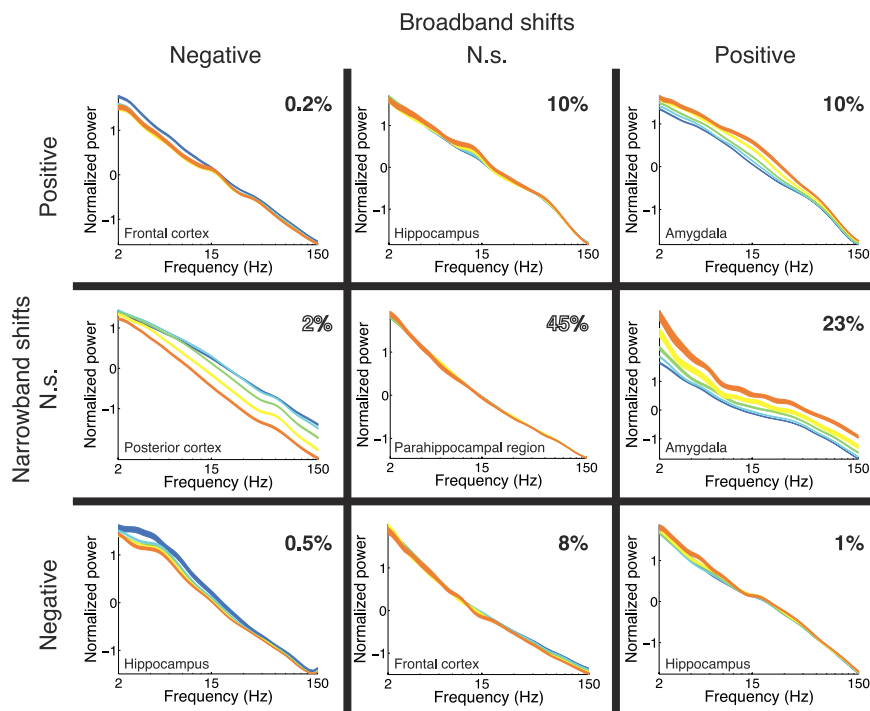 Broadband shifts
Negative
N.s.
Positive
Narrowband shifts
Positive
Normalized power
1
0
−1
0.2%
Frontal cortex
2
15
150
Frequency (Hz)
Normalized power
1
0
−1
10%
Hippocampus
2
15
150
Frequency (Hz)
Normalized power
1
0
−1
10%
Amygdala
2
15
150
Frequency (Hz)
N.s.
Normalized power
1
0
−1
2%
Posterior cortex
2
15
150
Frequency (Hz)
Normalized power
1
0
−1
45%
Parahippocampal region
2
15
150
Frequency (Hz)
Normalized power
1
0
−1
23%
Amygdala
2
15
150
Frequency (Hz)
Negative
Normalized power
1
0
−1
0.5%
Hippocampus
2
15
150
Frequency (Hz)
Normalized power
1
0
−1
8%
Frontal cortex
2
15
150
Frequency (Hz)
Normalized power
1
0
−1
1%
Hippocampus
2
15
150
Frequency (Hz)